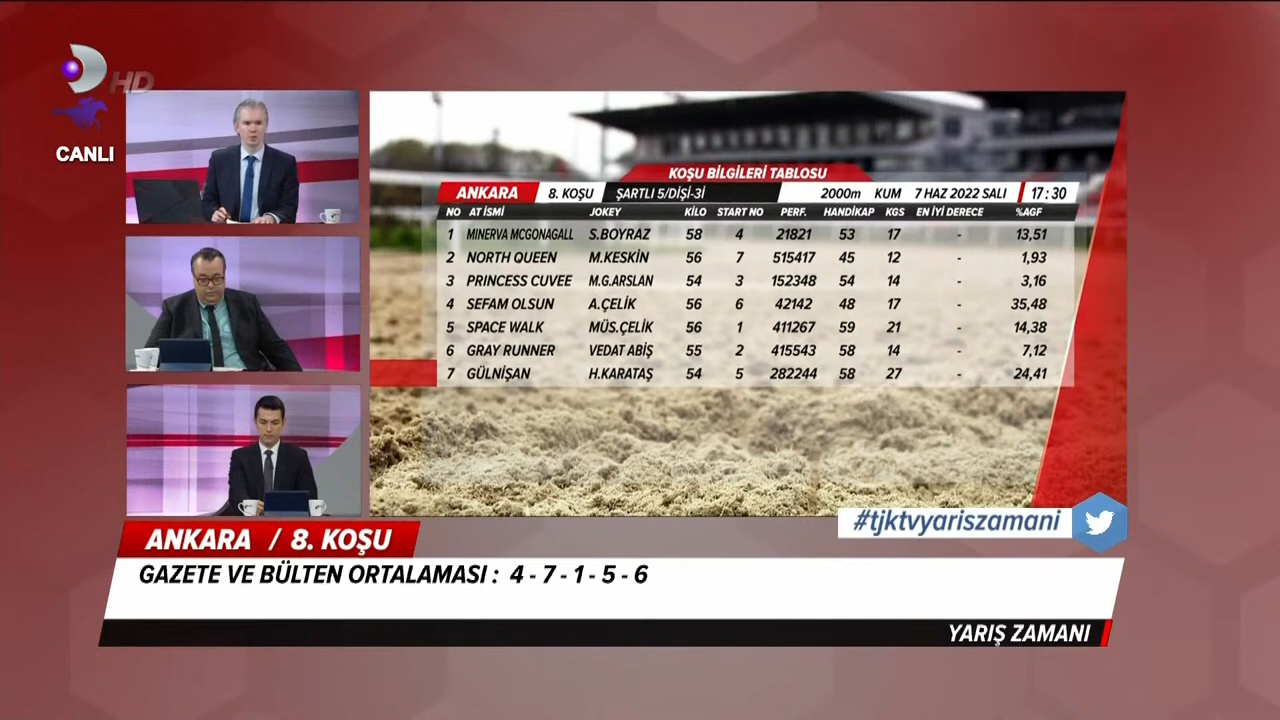 HD
CANLI
KOŞU BİLGİLERİ TABLOSU
ANKARA 8. KOŞU ŞARTLI 5/DİŞİ-3İ 2000m KUM 7 HAZ 2022 SALI 17 : 30
NO AT İSMİ JOKEY KİLO START NO PERF. HANDİKAP KGS EN İYİ DERECE %AGF
1 MINERVA MCGONAGALL S.BOYRAZ 58 4 21821 53 17 - 13,51
2 NORTH QUEEN M.KESKİN 56 7 515417 45 12 - 1,93
3 PRINCESS CUVEE M.G.ARSLAN 54 3 152348 54 14 - 3,16
4 SEFAM OLSUN A.ÇELİK 56 6 42142 48 17 - 35,48
5 SPACE WALK MÜS.ÇELİK 56 1 411267 59 21 - 14,38
6 GRAY RUNNER VEDAT ABİŞ 55 2 415543 58 14 - 7,12
7 GÜLNİŞAN H.KARATAŞ 54 5 282244 58 27 - 24,41
#tjktvyariszamani
ANKARA / 8. KOŞU
GAZETE VE BÜLTEN ORTALAMASI : 4 - 7 - 1 - 5 - 6
YARIŞ ZAMANI